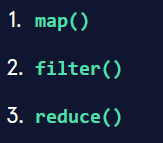 1. map()
2. filter()
3. reduce()